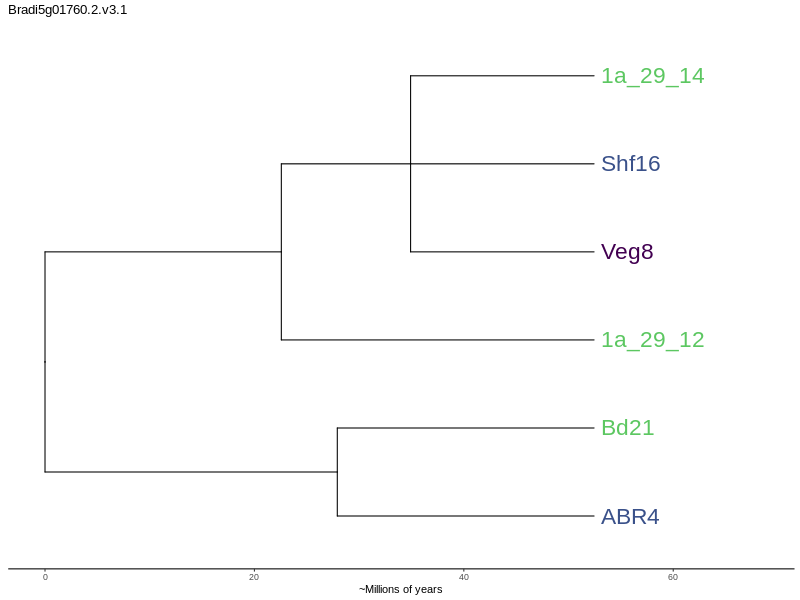 Bradi5g01760.2.v3.1
1a_29_14
Shf16
Veg8
1a_29_12
Bd21
ABR4
0 20 40 60
~Millions of years